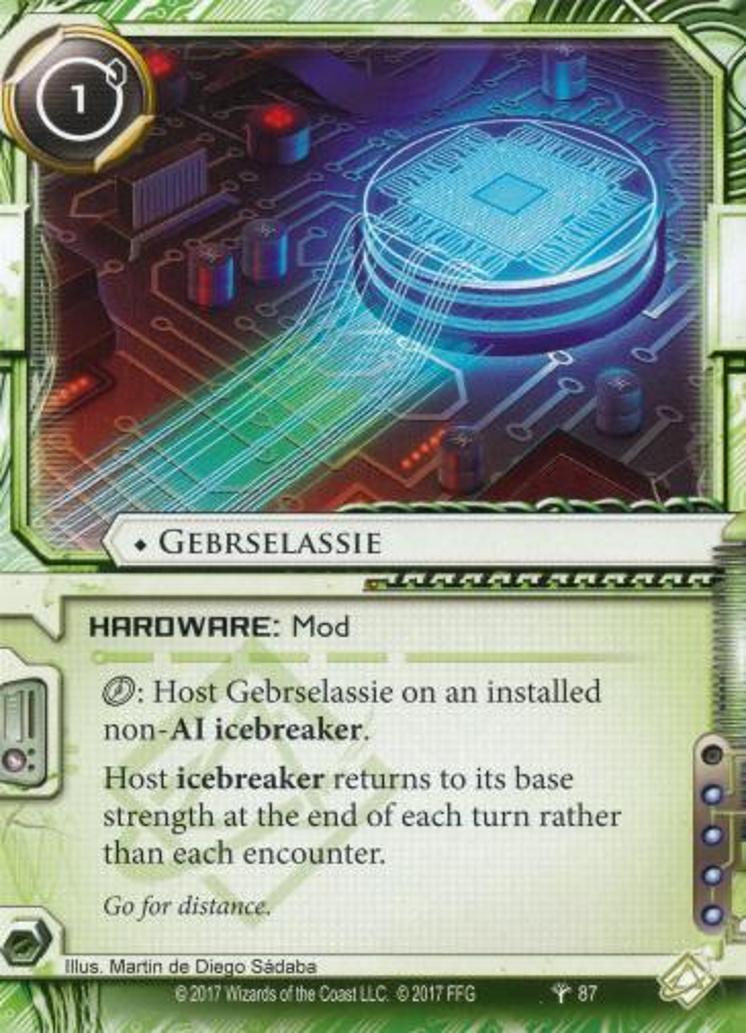 1
♦ GEBRSELASSIE
HARDWARE: Mod
: Host Gebrselassie on an installed
non-AI icebreaker.
Host icebreaker returns to its base
strength at the end of each turn rather
than each encounter.
Go for distance.
Illus. Martin de Diego Sádaba
© 2017 Wizards of the Coast LLC. © 2017 FFG 87